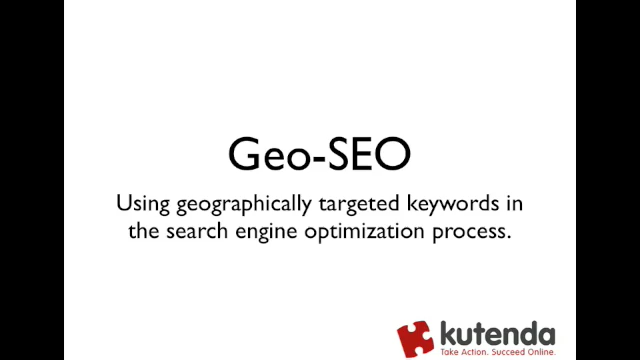 Geo-SEO
Using geographically targeted keywords in
the search engine optimization process.
kutenda
Take Action. Succeed Online.